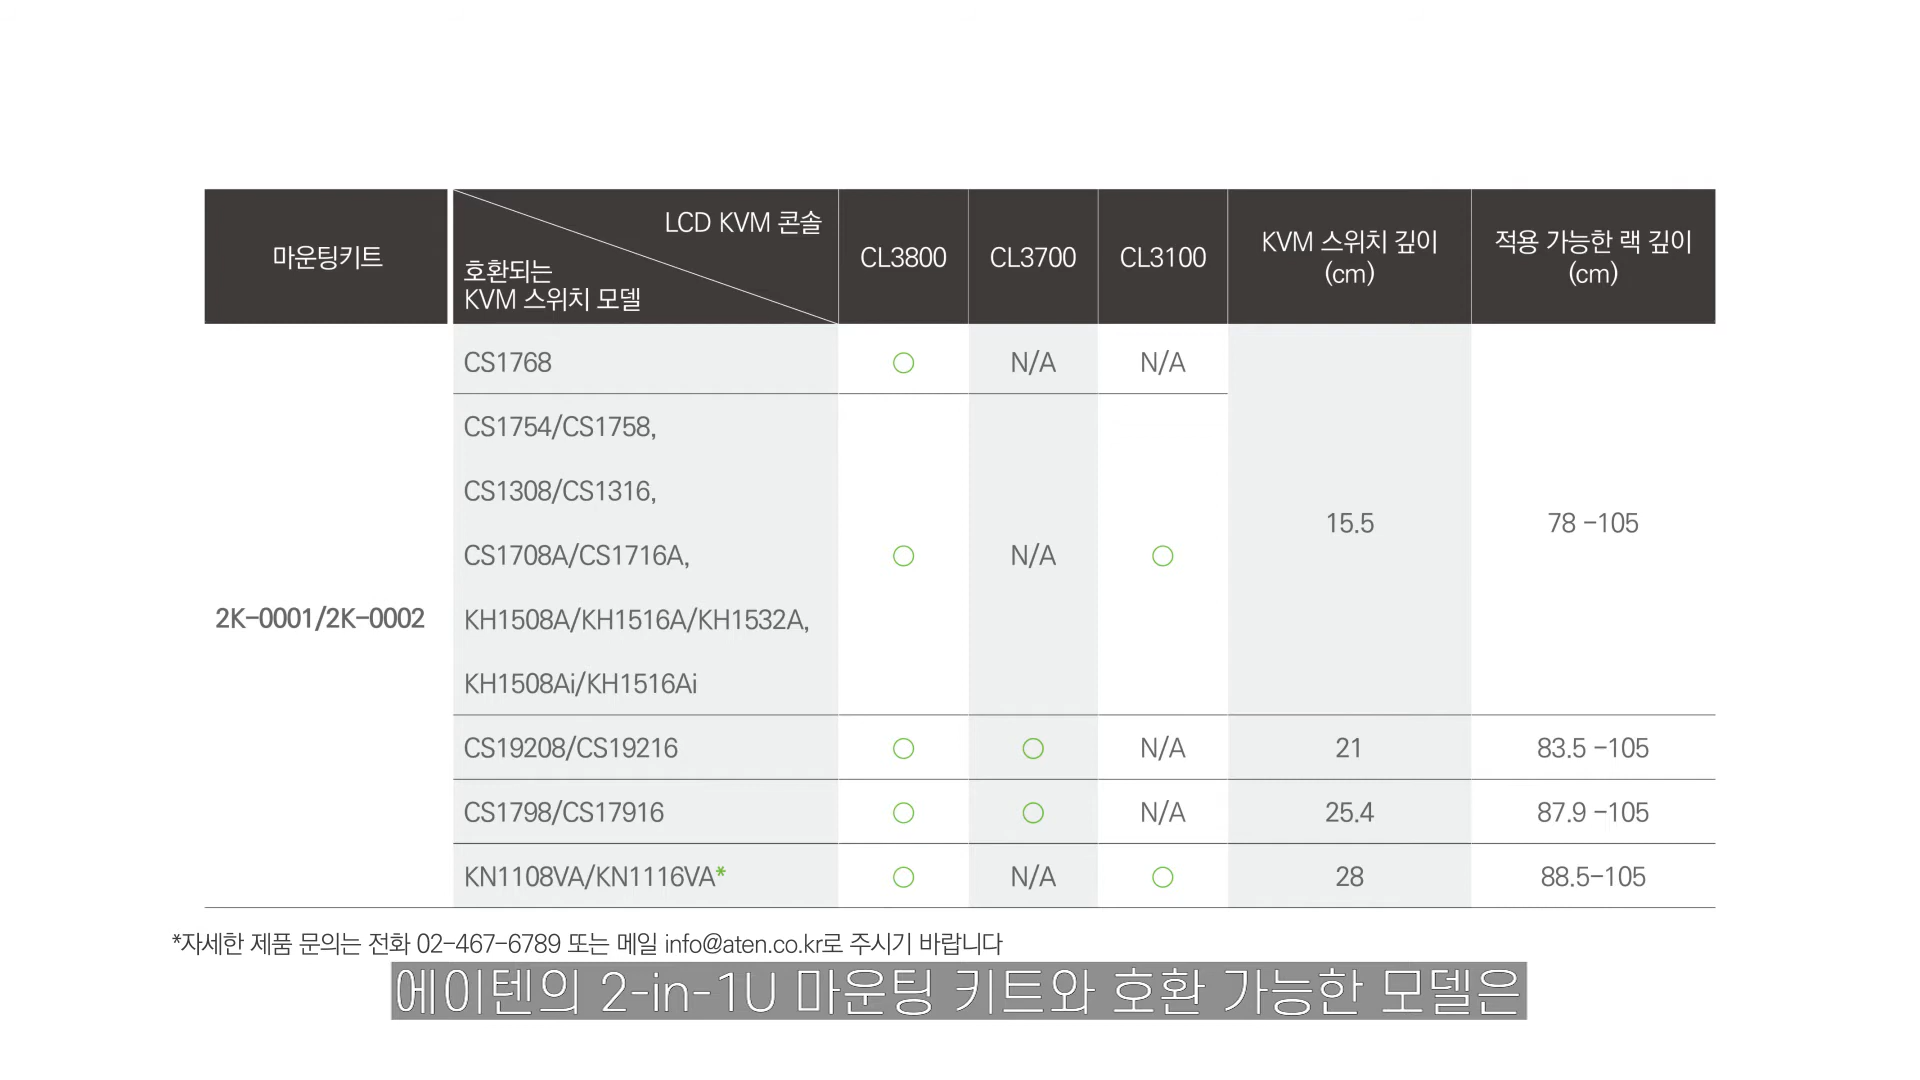 마운팅키트
LCD KVM 콘솔
호환되는
KVM 스위치 모델
CL3800
CL3700
CL3100
KVM 스위치 깊이
(cm)
적용 가능한 랙 깊이
(cm)
2K-0001/2K-0002
CS1768
○
N/A
N/A
CS1754/CS1758,
CS1308/CS1316,
CS1708A/CS1716A,
KH1508A/KH1516A/KH1532A,
KH1508Ai/KH1516Ai
○
N/A
○
15.5
78 -105
CS19208/CS19216
○
○
N/A
21
83.5 -105
CS1798/CS17916
○
○
N/A
25.4
87.9 -105
KN1108VA/KN1116VA*
○
N/A
○
28
88.5-105
*자세한 제품 문의는 전화 02-467-6789 또는 메일 info@aten.co.kr로 주시기 바랍니다
에이텐의 2-in-1U 마운팅 키트와 호환 가능한 모델은